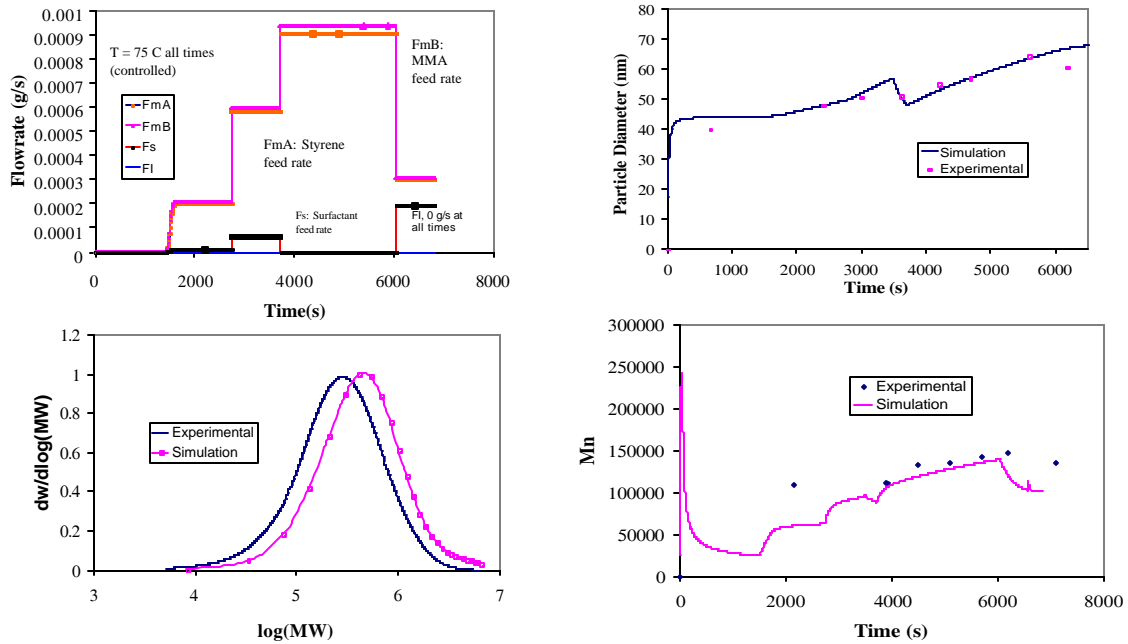 0.001
0.0009
0.0008
0.0007
0.0006
0.0005
0.0004
0.0003
0.0002
0.0001
0
Flowrate (g/s)
T = 75 C all times
(controlled)
FmA
FmB
Fs
FI
FmB:
MMA
feed rate
FmA: Styrene
feed rate
Fs: Surfactant
feed rate
FI, 0 g/s at
all times
0 2000 4000 6000 8000
Time(s)
80
70
60
50
40
30
20
10
0
Particle Diameter (nm)
Simulation
Experimental
0 1000 2000 3000 4000 5000 6000
Time (s)
1.2
1
0.8
0.6
0.4
0.2
0
dw/dlog(MW)
Experimental
Simulation
3 4 5 6 7
log(MW)
300000
250000
200000
150000
100000
50000
0
Mn
Experimental
Simulation
0 2000 4000 6000 8000
Time (s)